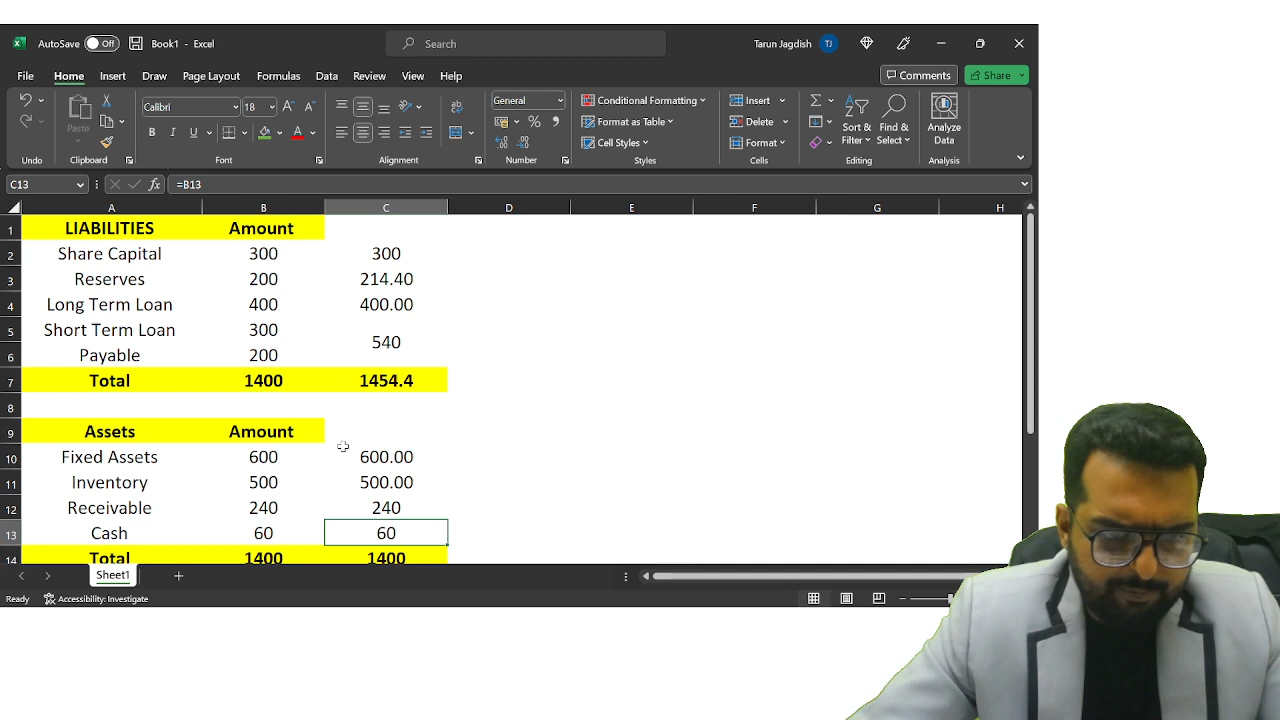 AutoSave Off Book1 - Excel Search Tarun Jagdish TJ
File Home Insert Draw Page Layout Formulas Data Review View Help Comments Share
Calibri 18 General Conditional Formatting Insert
Paste Format as Table Delete Sort & Filter Find & Select Analyze Data
B I U A % Cell Styles Format
Undo Clipboard Font Alignment Number Styles Cells Editing Analysis
C13 fx =B13
A B C D E F G H
1 LIABILITIES Amount
2 Share Capital 300 300
3 Reserves 200 214.40
4 Long Term Loan 400 400.00
5 Short Term Loan 300
540
6 Payable 200
7 Total 1400 1454.4
8
9 Assets Amount
10 Fixed Assets 600 600.00
11 Inventory 500 500.00
12 Receivable 240 240
13 Cash 60 60
14 Total 1400 1400
Sheet1
Ready Accessibility: Investigate